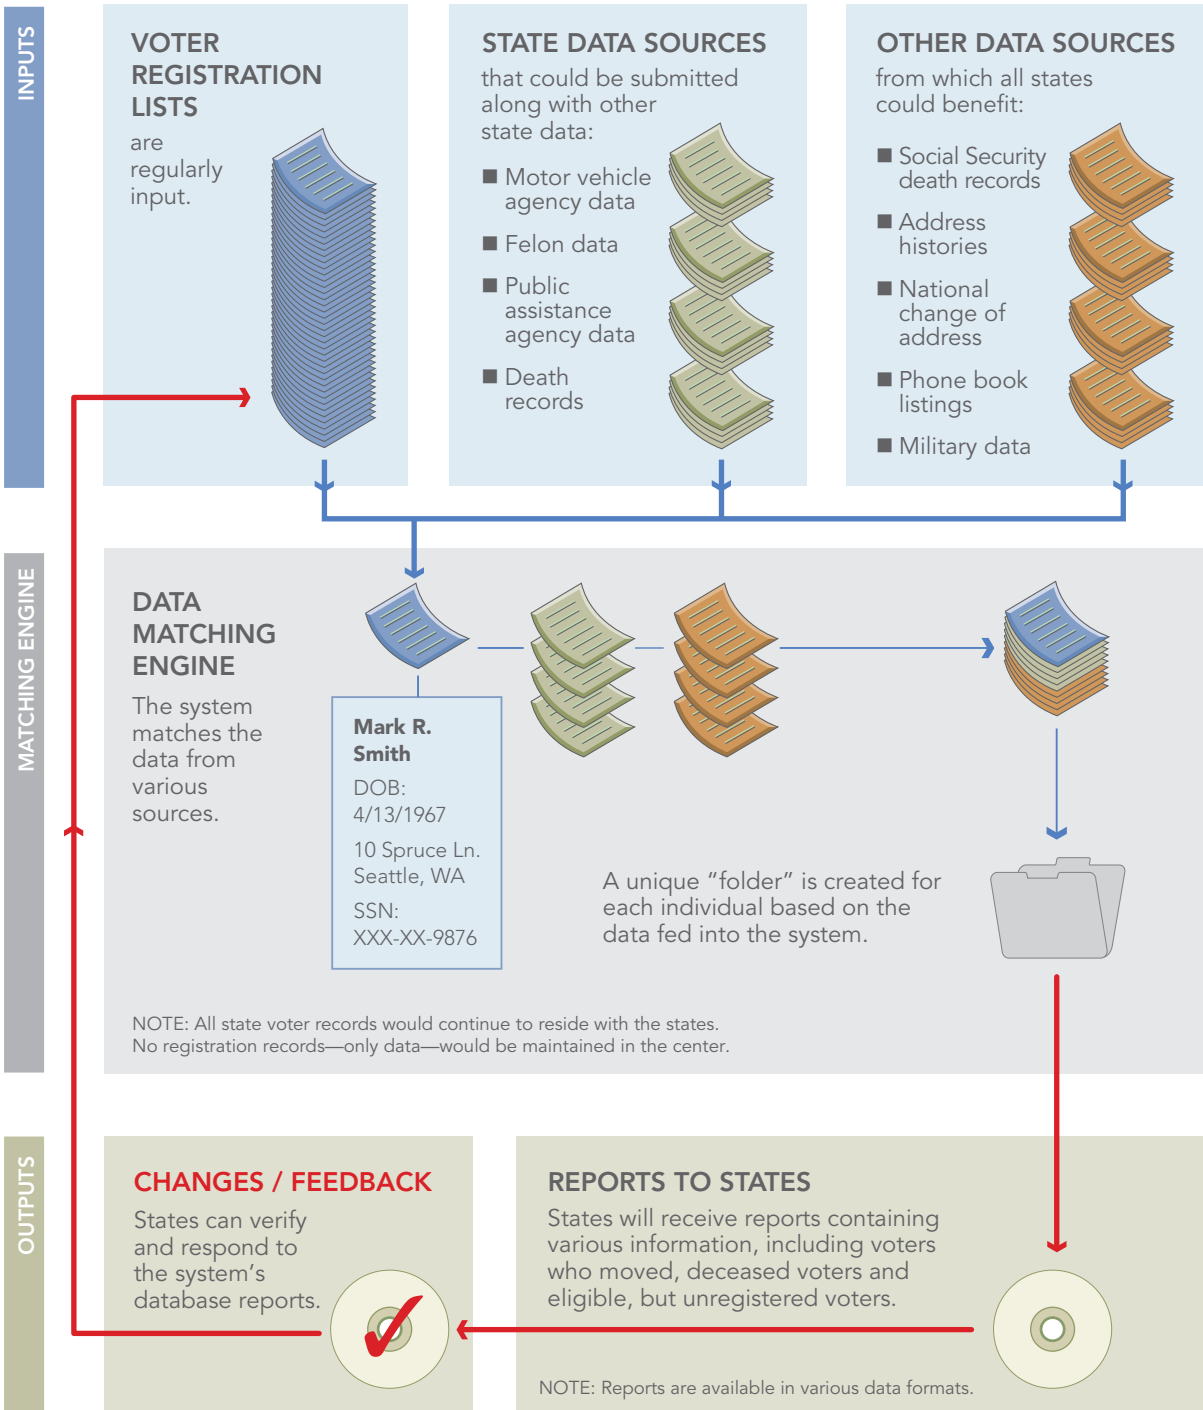 INPUTS
VOTER
REGISTRATION
LISTS
are
regularly
input.
STATE DATA SOURCES
that could be submitted
along with other
state data:
■ Motor vehicle
agency data
■ Felon data
■ Public
assistance
agency data
■ Death
records
OTHER DATA SOURCES
from which all states
could benefit:
■ Social Security
death records
■ Address
histories
■ National
change of
address
■ Phone book
listings
■ Military data
MATCHING ENGINE
DATA
MATCHING
ENGINE
The system
matches the
data from
various
sources.
Mark R.
Smith
DOB:
4/13/1967
10 Spruce Ln.
Seattle, WA
SSN:
XXX-XX-9876
A unique “folder” is created for
each individual based on the
data fed into the system.
NOTE: All state voter records would continue to reside with the states.
No registration records—only data—would be maintained in the center.
OUTPUTS
CHANGES / FEEDBACK
States can verify
and respond to
the system’s
database reports.
REPORTS TO STATES
States will receive reports containing
various information, including voters
who moved, deceased voters and
eligible, but unregistered voters.
NOTE: Reports are available in various data formats.